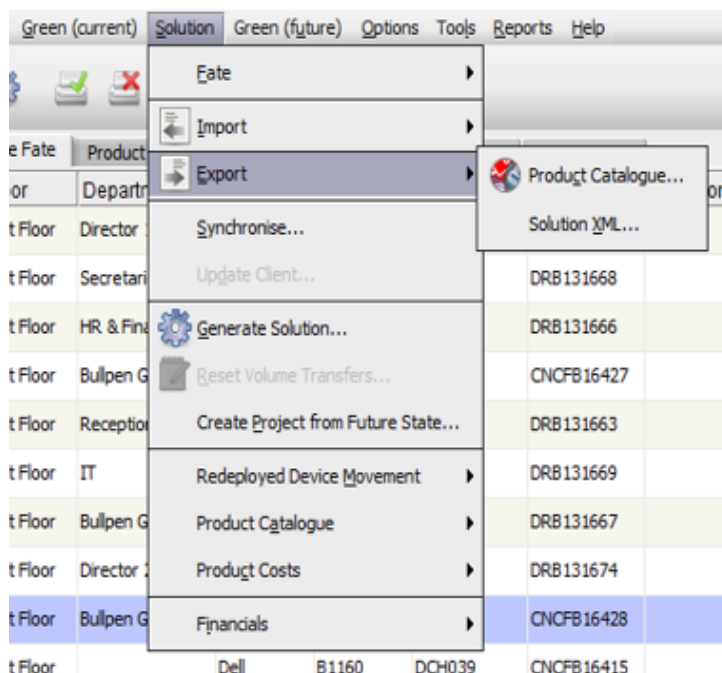 Green (current) Solution Green (future) Options Tools Reports Help
e Fate Product
or Departn
t Floor Director
t Floor Secretari DRB131668
t Floor HR & Fina DRB131666
t Floor Bullpen G CNCFB16427
t Floor Reception DRB131663
t Floor IT DRB131669
t Floor Bullpen G DRB131667
t Floor Director 2 DRB131674
t Floor Bullpen G CNCFB16428
t Floor Dell B1160 DCH039 CNCFB16415
Fate
Import
Export
Synchronise...
Update Client...
Generate Solution...
Reset Volume Transfers...
Create Project from Future State...
Redeployed Device Movement
Product Catalogue
Product Costs
Financials
Product Catalogue...
Solution XML...